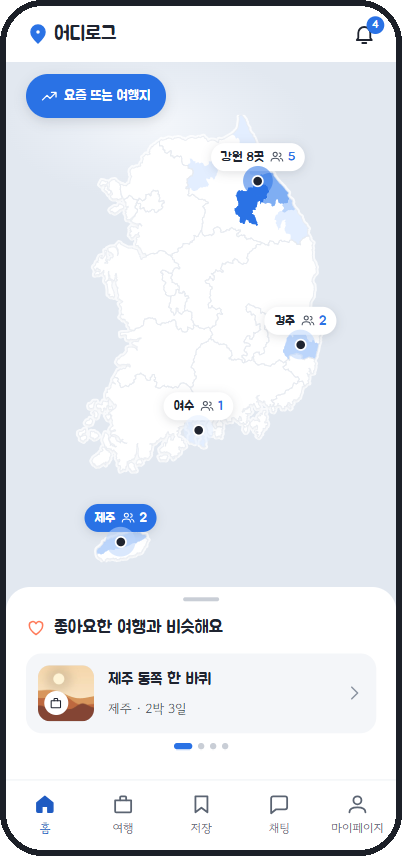 어디로그
4
요즘 뜨는 여행지
강원 8곳 5
경주 2
여수 1
제주 2
좋아요한 여행과 비슷해요
제주 동쪽 한 바퀴
제주 · 2박 3일
홈 여행 저장 채팅 마이페이지